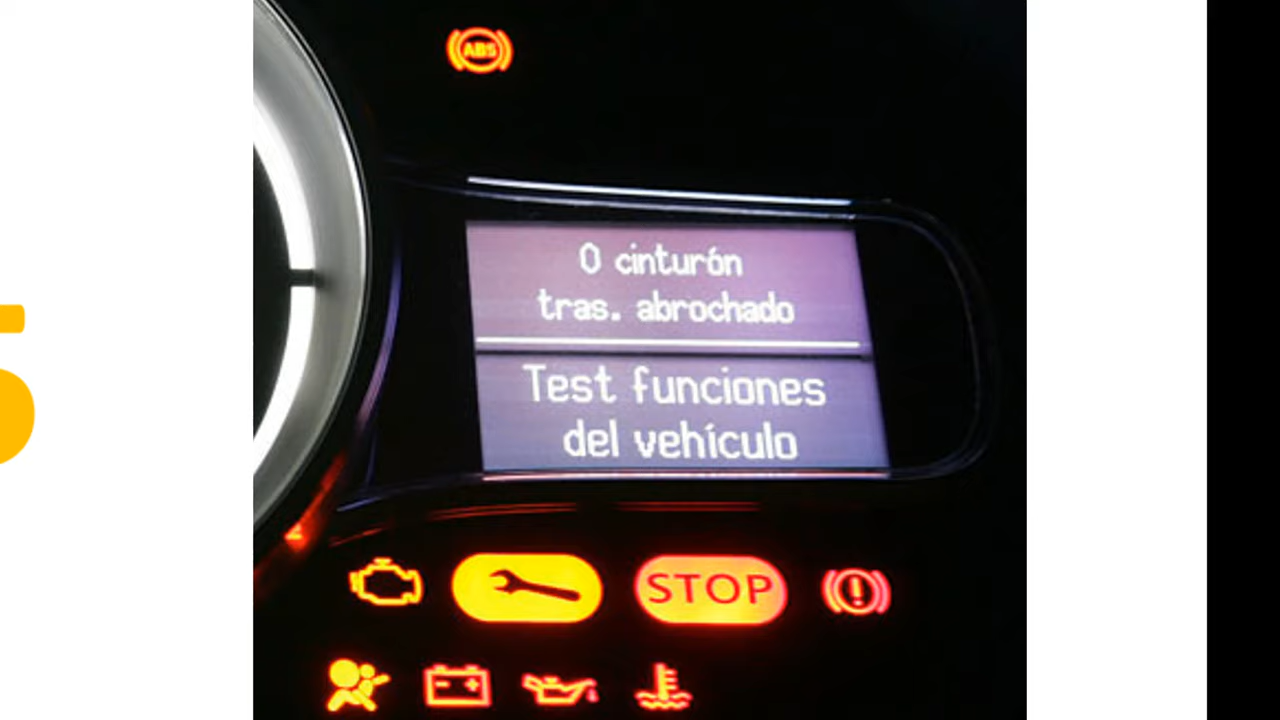 ABS
0 cinturón
tras. abrochado
Test funciones
del vehículo
STOP